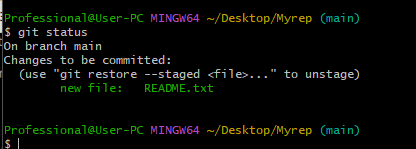 Professional@User-PC MINGW64 ~/Desktop/Myrep (main)
$ git status
On branch main
Changes to be committed:
  (use "git restore --staged <file>..." to unstage)
        new file:   README.txt
Professional@User-PC MINGW64 ~/Desktop/Myrep (main)
$